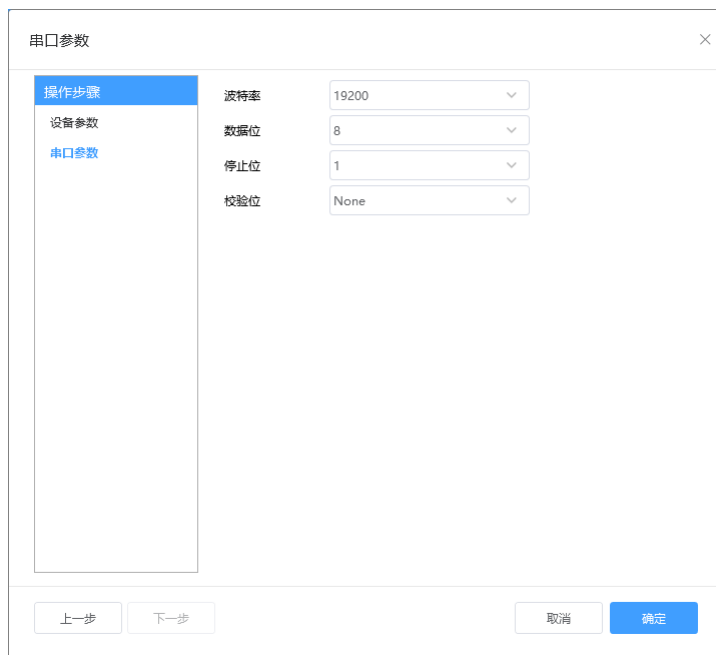 串口参数
操作步骤
设备参数
串口参数
波特率 19200
数据位 8
停止位 1
校验位 None
上一步 下一步 取消 确定